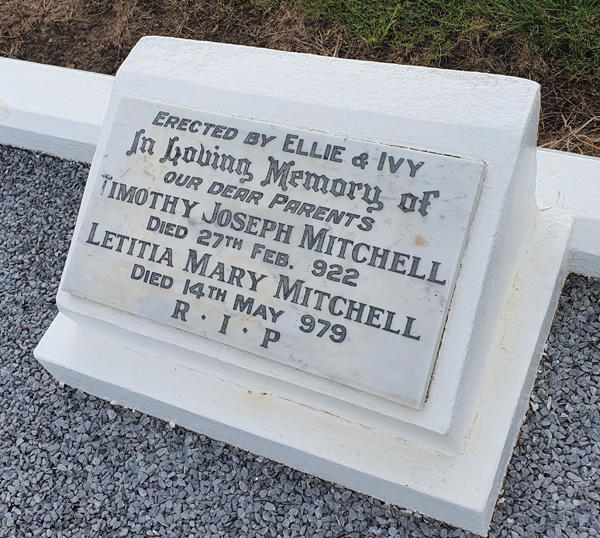 ERECTED BY ELLIE & IVY
In Loving Memory of
OUR DEAR PARENTS
TIMOTHY JOSEPH MITCHELL
DIED 27TH FEB. 922
LETITIA MARY MITCHELL
DIED 14TH MAY 979
R · I · P